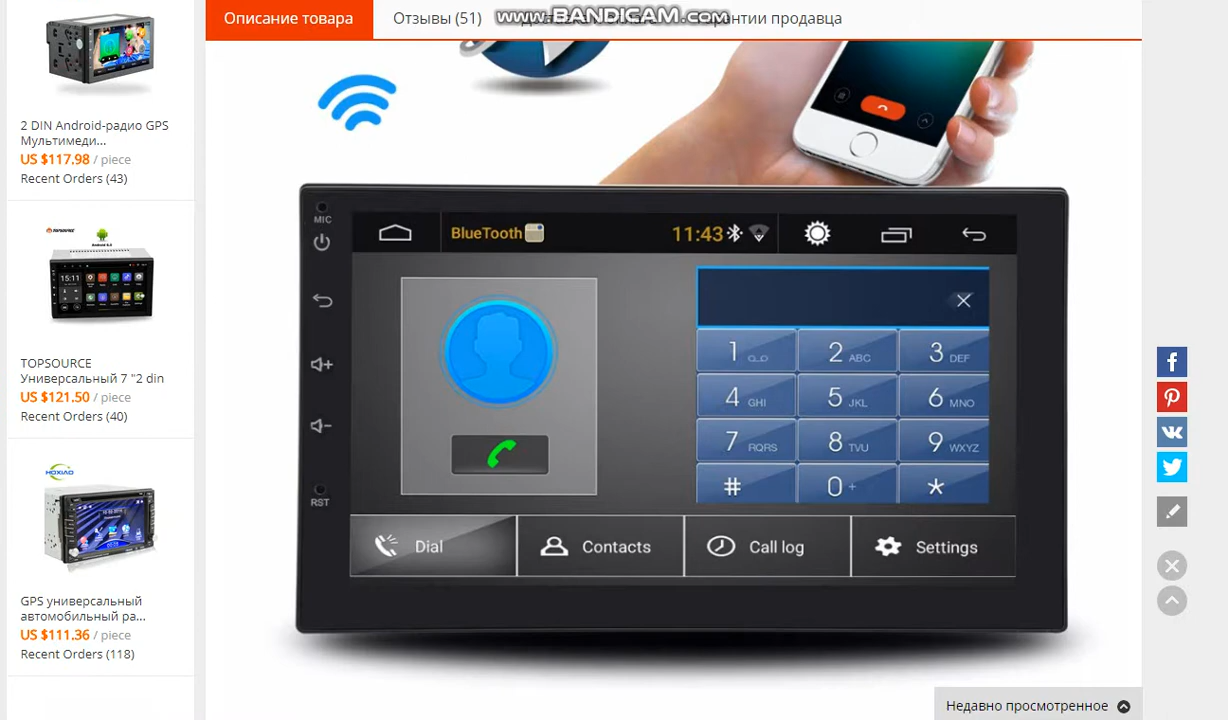 Описание товара
Отзывы (51)
www.BANDICAM.com
продавца
2 DIN Android-радио GPS
Мультимеди...
US $117.98 / piece
Recent Orders (43)
TOPSOURCE
Универсальный 7 "2 din
US $121.50 / piece
Recent Orders (40)
HOXIAO
GPS универсальный
автомобильный ра...
US $111.36 / piece
Recent Orders (118)
MIC
BlueTooth
11:43
1
2 ABC
3 DEF
4 GHI
5 JKL
6 MNO
7 PQRS
8 TVU
9 WXYZ
# 0 + *
RST
Dial
Contacts
Call log
Settings
Недавно просмотренное